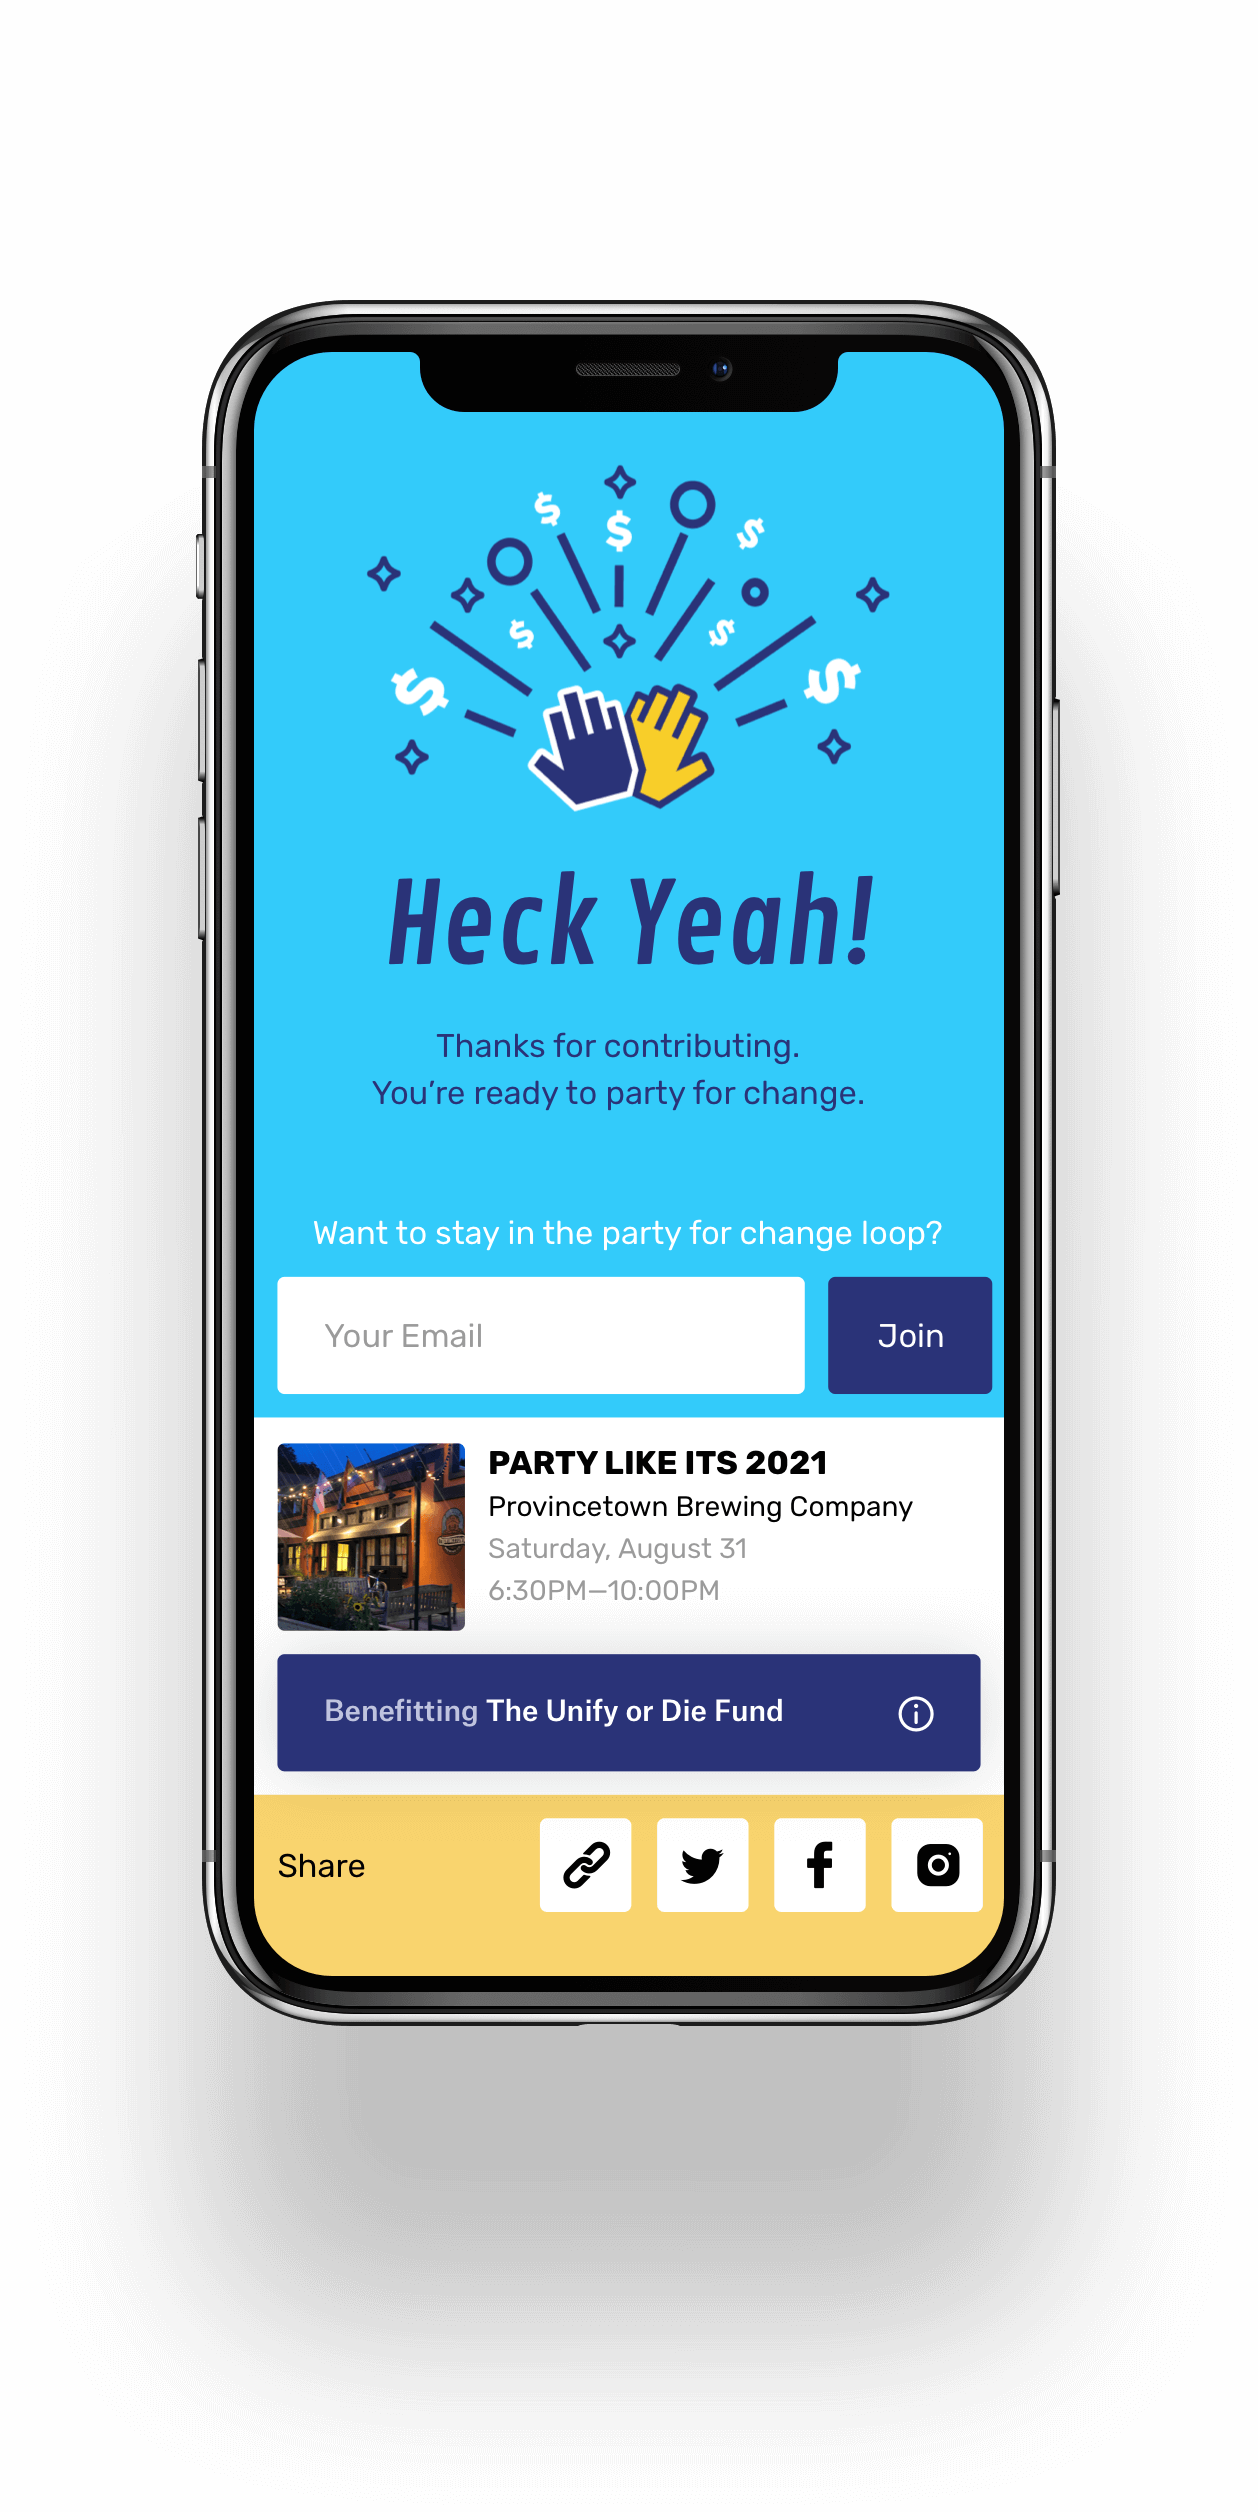 $ $ $
$ $
$ $
Heck Yeah!
Thanks for contributing.
You’re ready to party for change.
Want to stay in the party for change loop?
Your Email
Join
PARTY LIKE ITS 2021
Provincetown Brewing Company
Saturday, August 31
6:30PM—10:00PM
Benefitting The Unify or Die Fund
Share